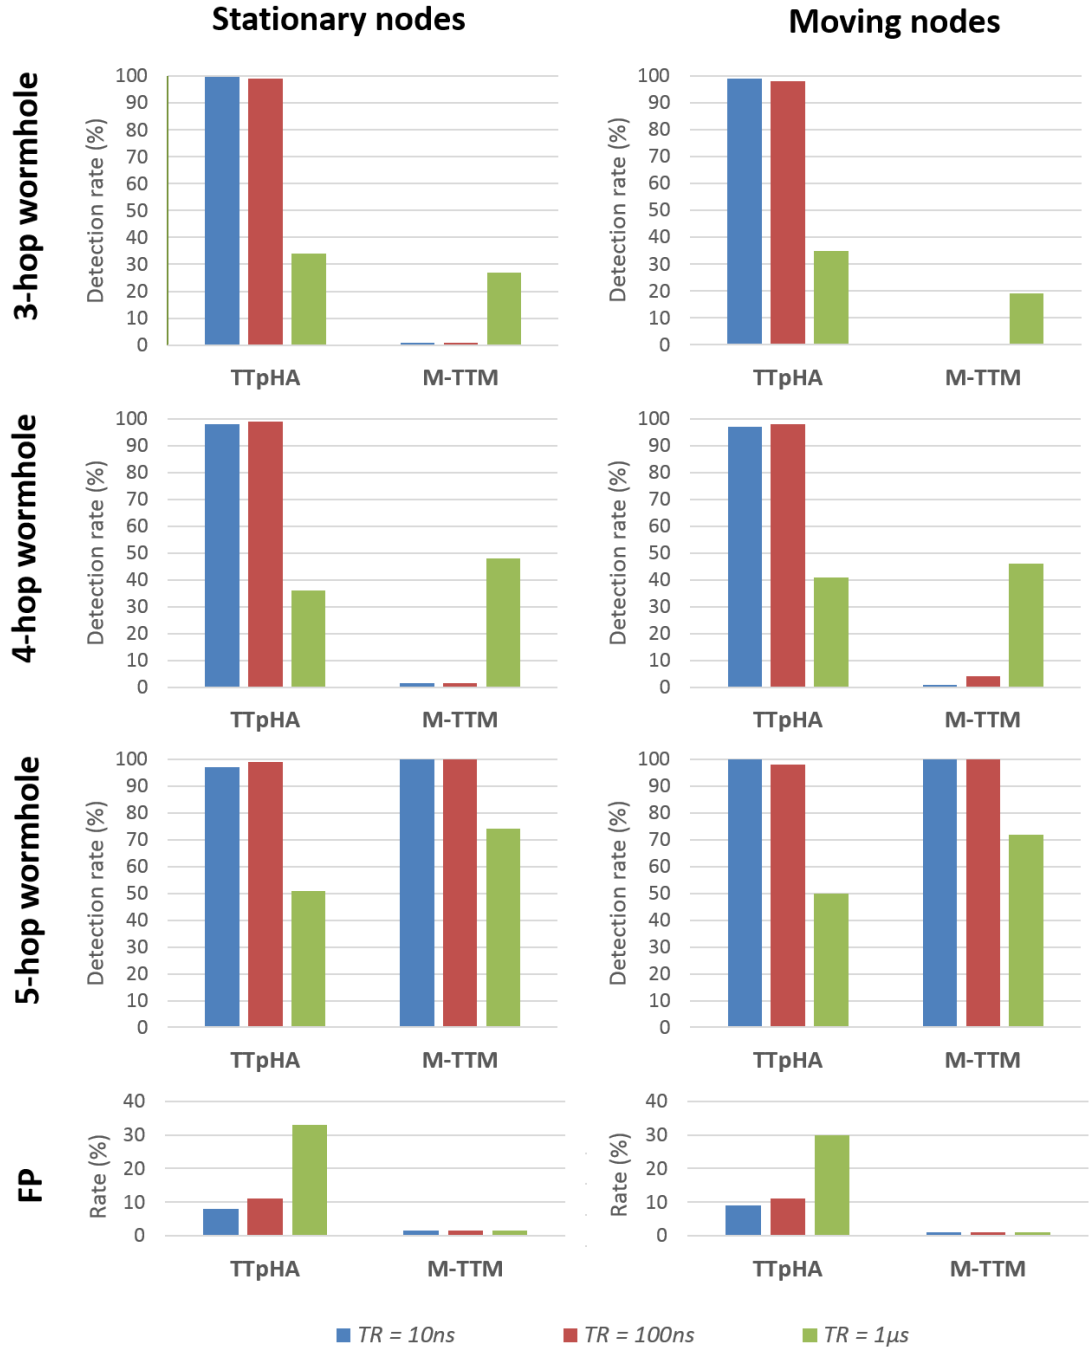 Stationary nodes
Moving nodes
3-hop wormhole
Detection rate (%)
100
90
80
70
60
50
40
30
20
10
0
TTpHA
M-TTM
Detection rate (%)
100
90
80
70
60
50
40
30
20
10
0
TTpHA
M-TTM
4-hop wormhole
Detection rate (%)
100
90
80
70
60
50
40
30
20
10
0
TTpHA
M-TTM
Detection rate (%)
100
90
80
70
60
50
40
30
20
10
0
TTpHA
M-TTM
5-hop wormhole
Detection rate (%)
100
90
80
70
60
50
40
30
20
10
0
TTpHA
M-TTM
Detection rate (%)
100
90
80
70
60
50
40
30
20
10
0
TTpHA
M-TTM
FP
Rate (%)
40
30
20
10
0
TTpHA
M-TTM
Rate (%)
40
30
20
10
0
TTpHA
M-TTM
TR = 10ns
TR = 100ns
TR = 1µs